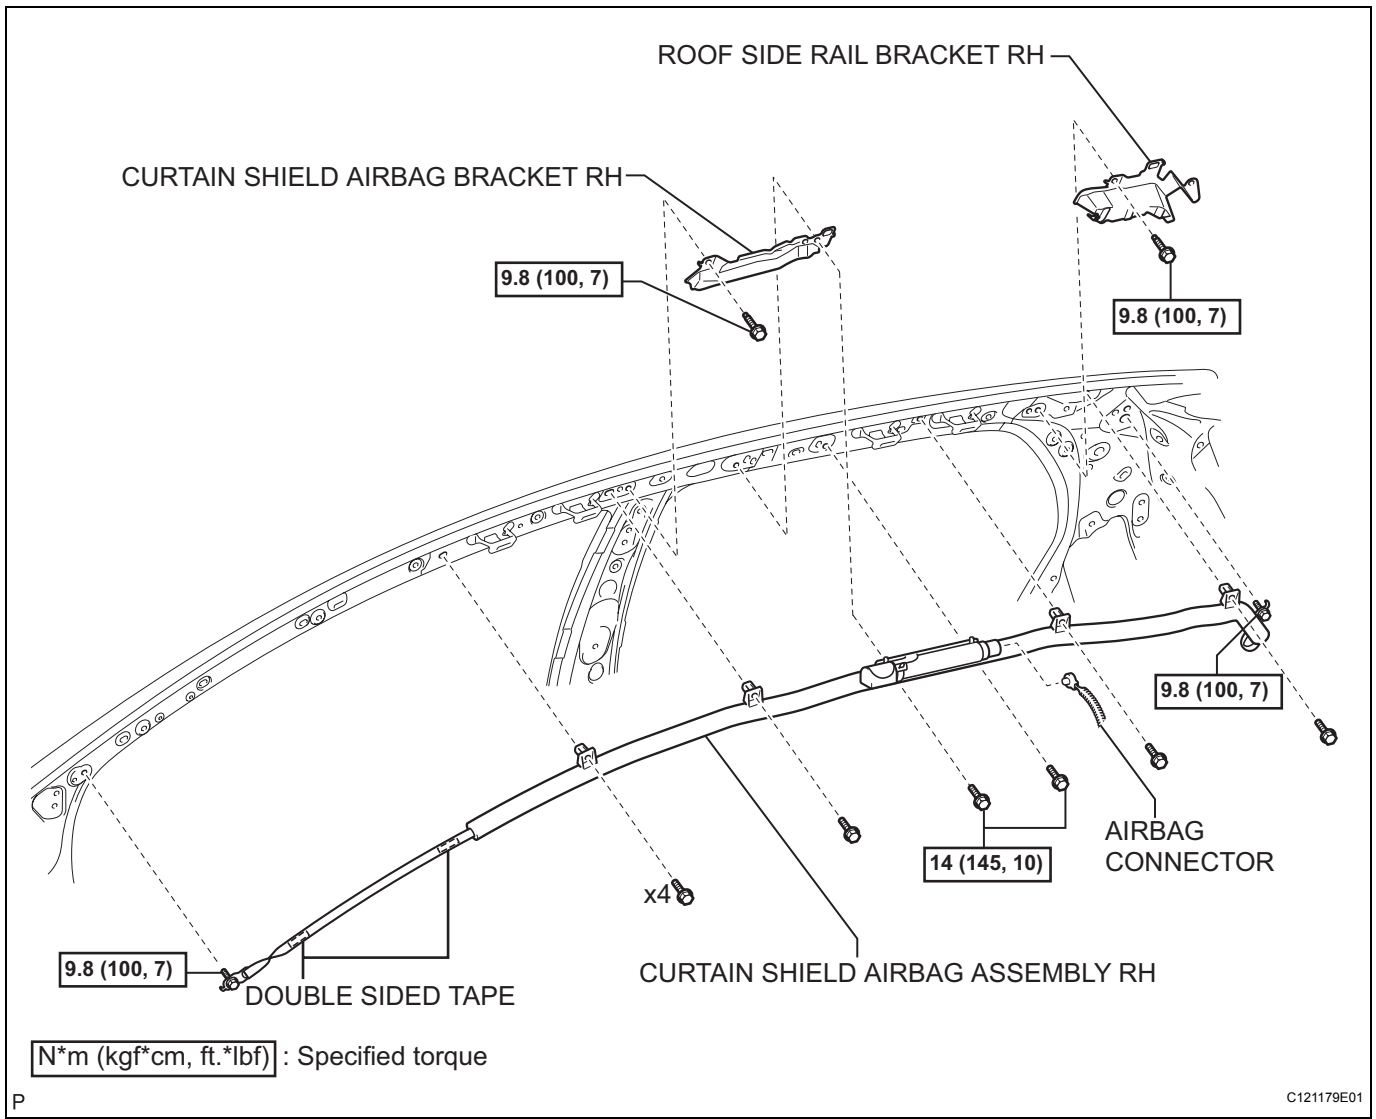 ROOF SIDE RAIL BRACKET RH
CURTAIN SHIELD AIRBAG BRACKET RH
9.8 (100, 7)
9.8 (100, 7)
9.8 (100, 7)
14 (145, 10)
AIRBAG
CONNECTOR
x4
9.8 (100, 7)
CURTAIN SHIELD AIRBAG ASSEMBLY RH
DOUBLE SIDED TAPE
N*m (kgf*cm, ft.*lbf) : Specified torque
P
C121179E01